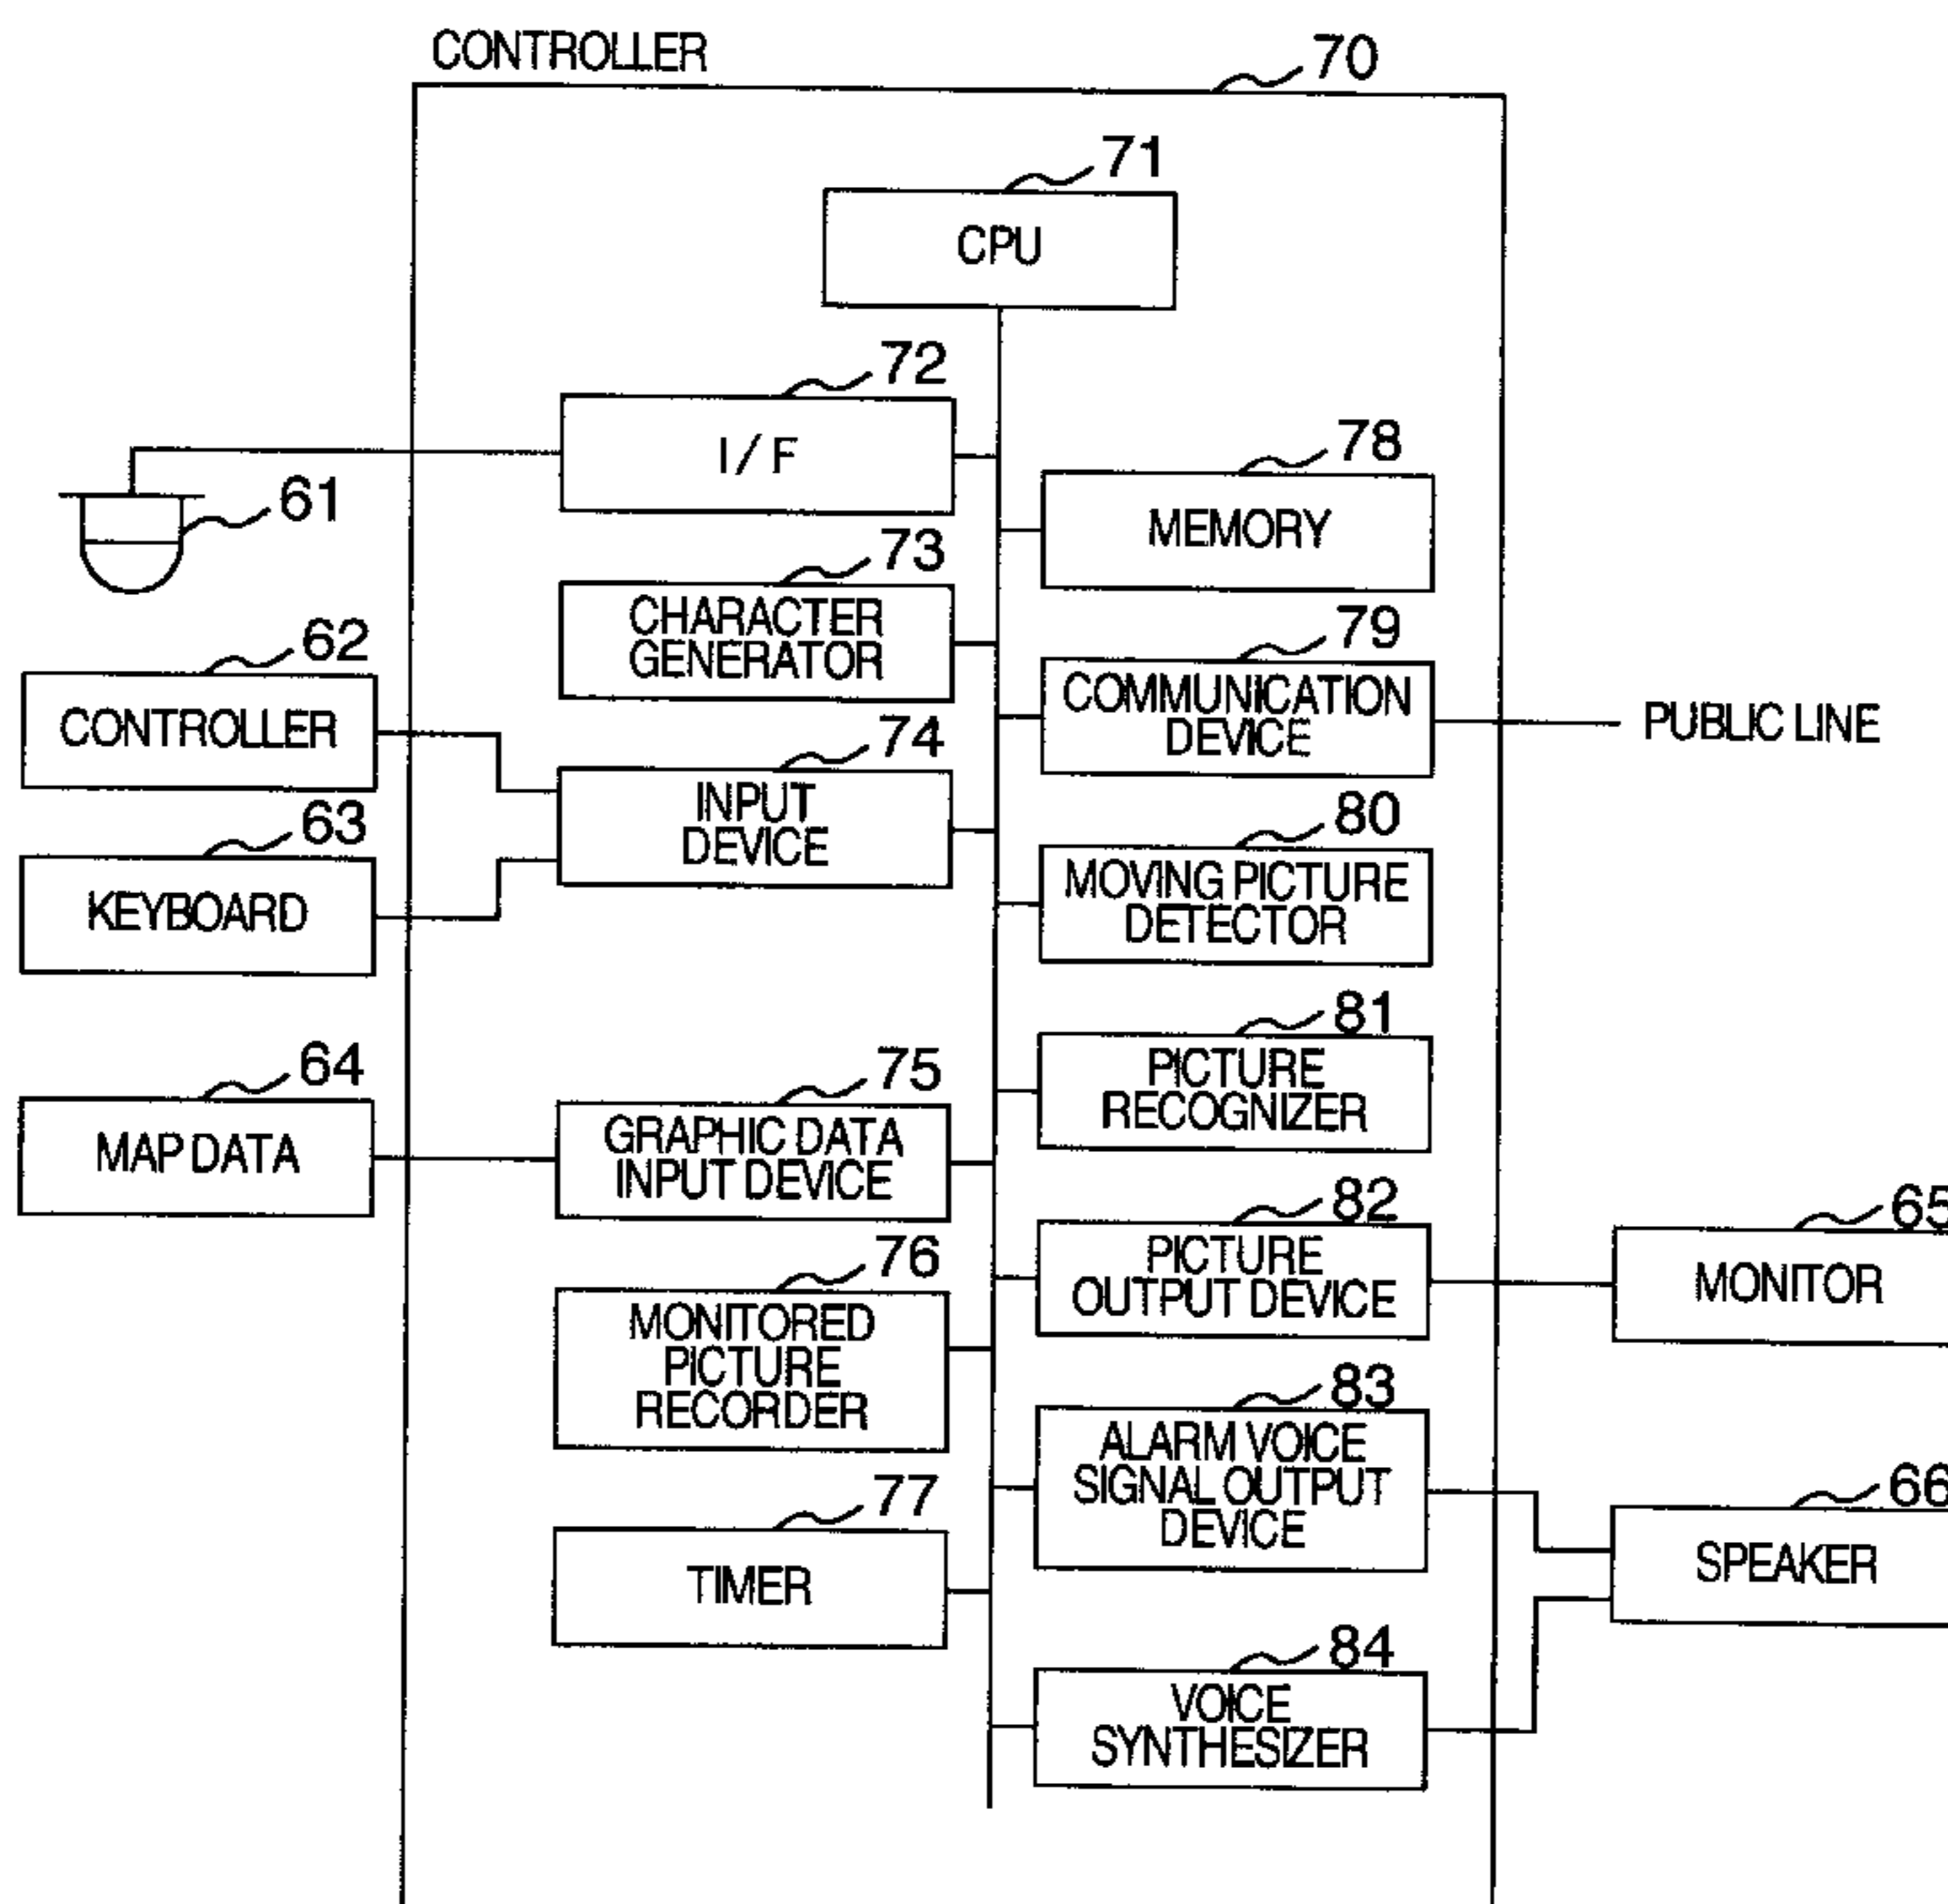 CONTROLLER
70
71
CPU
72
I/F
61
73
CHARACTER
GENERATOR
62
CONTROLLER
74
INPUT
DEVICE
63
KEYBOARD
64
MAP DATA
75
GRAPHIC DATA
INPUT DEVICE
76
MONITORED
PICTURE
RECORDER
77
TIMER
78
MEMORY
79
COMMUNICATION
DEVICE
PUBLIC LINE
80
MOVING PICTURE
DETECTOR
81
PICTURE
RECOGNIZER
82
PICTURE
OUTPUT DEVICE
65
MONITOR
83
ALARM VOICE
SIGNAL OUTPUT
DEVICE
66
SPEAKER
84
VOICE
SYNTHESIZER